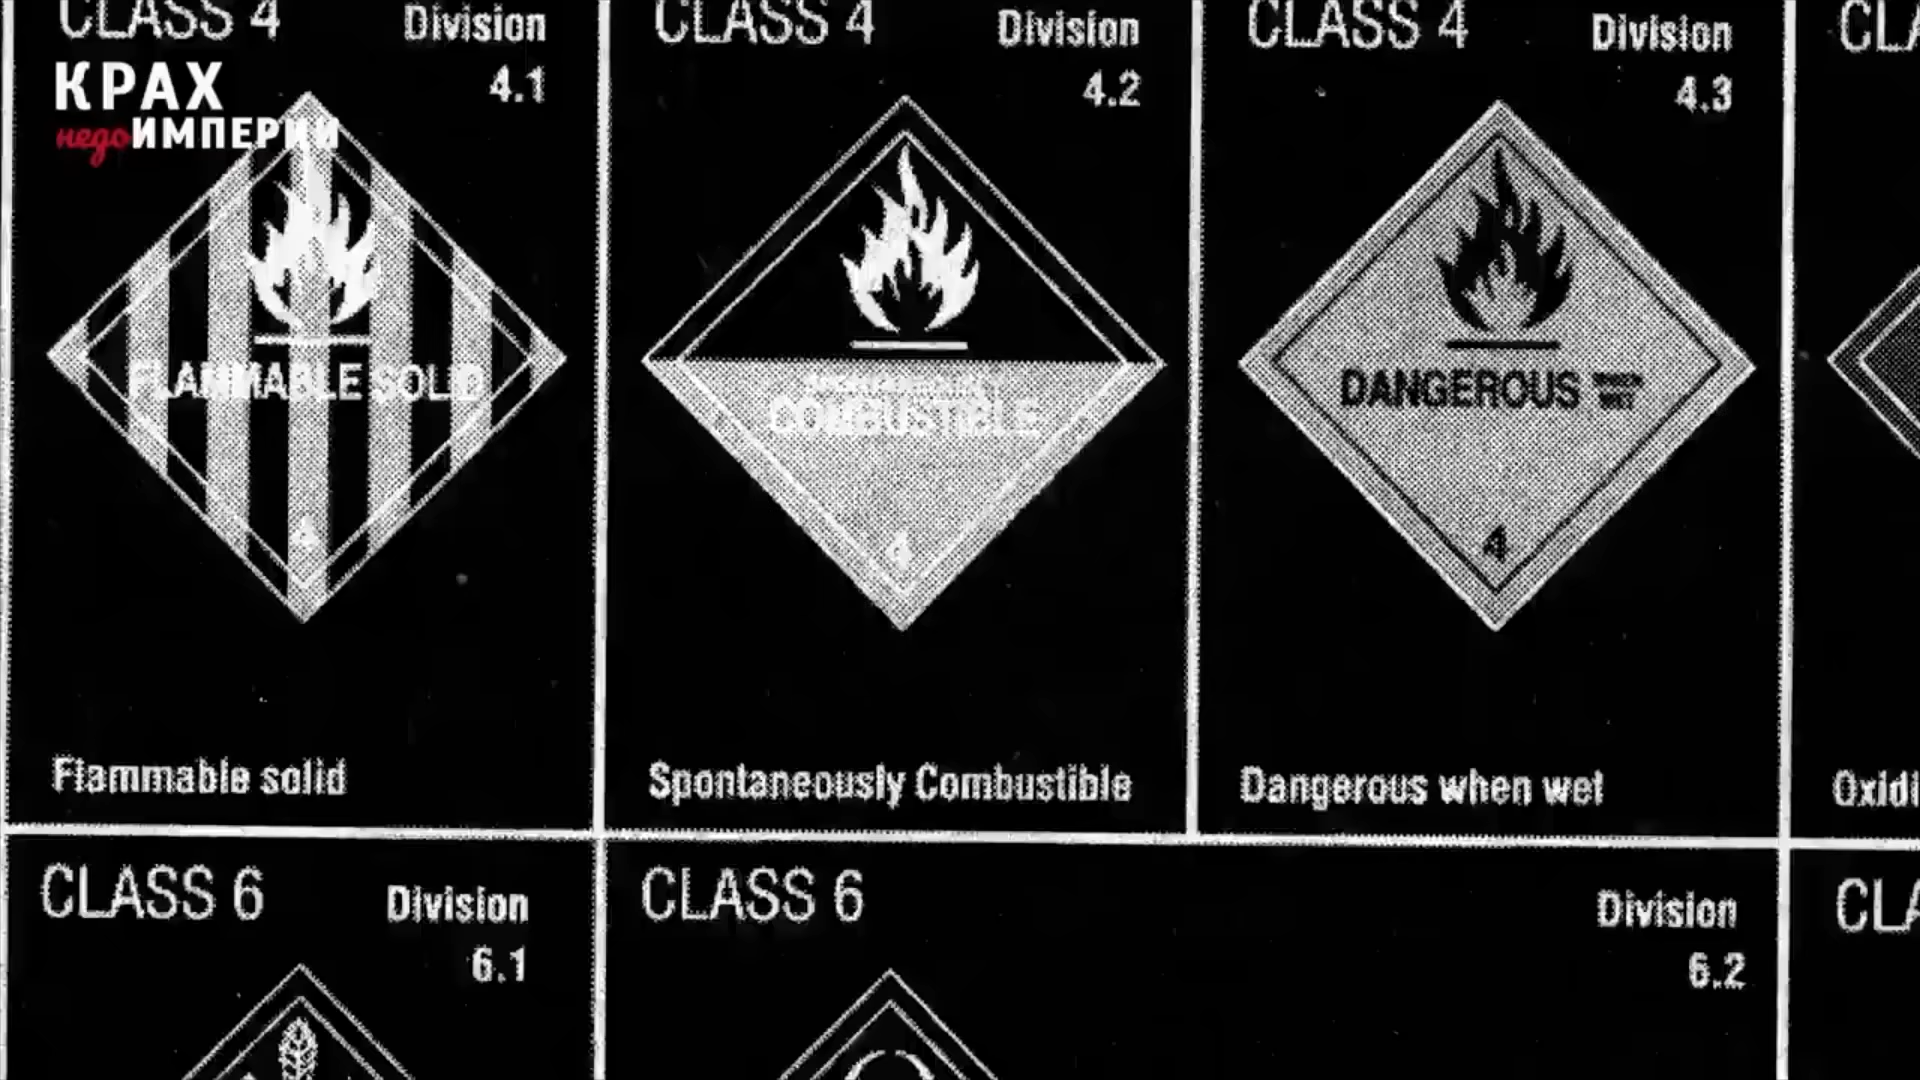 CLASS 4
Division
4.1
КРАХ
недоИМПЕРИИ
FLAMMABLE SOLID
4
Flammable solid
CLASS 4
Division
4.2
COMBUSTIBLE
4
Spontaneously Combustible
CLASS 4
Division
4.3
DANGEROUS WHEN
WET
4
Dangerous when wet
CLASS 6
Division
6.1
CLASS 6
Division
6.2